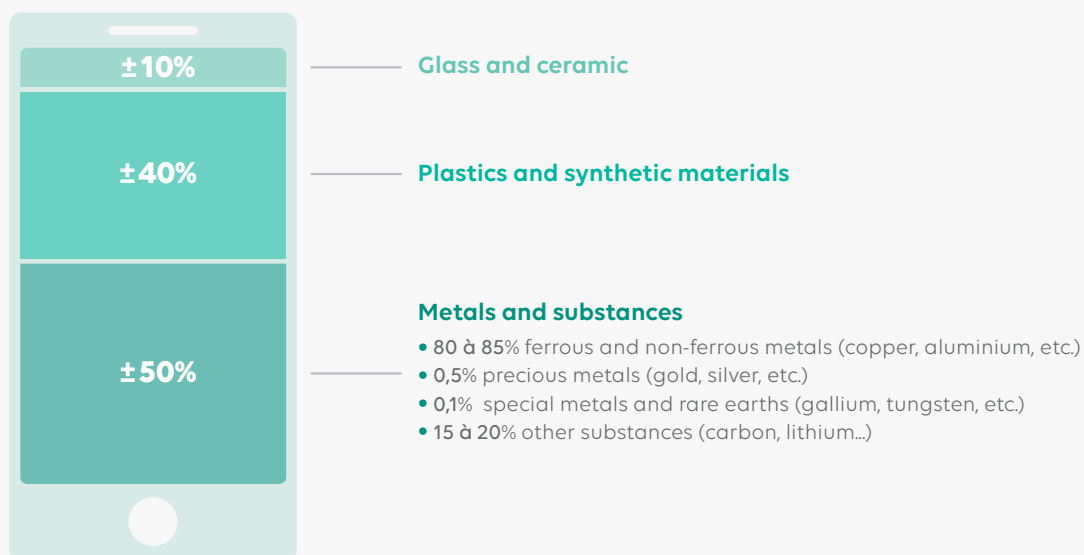 ±10%
Glass and ceramic
±40%
Plastics and synthetic materials
±50%
Metals and substances
• 80 à 85% ferrous and non-ferrous metals (copper, aluminium, etc.)
• 0,5% precious metals (gold, silver, etc.)
• 0,1% special metals and rare earths (gallium, tungsten, etc.)
• 15 à 20% other substances (carbon, lithium...)